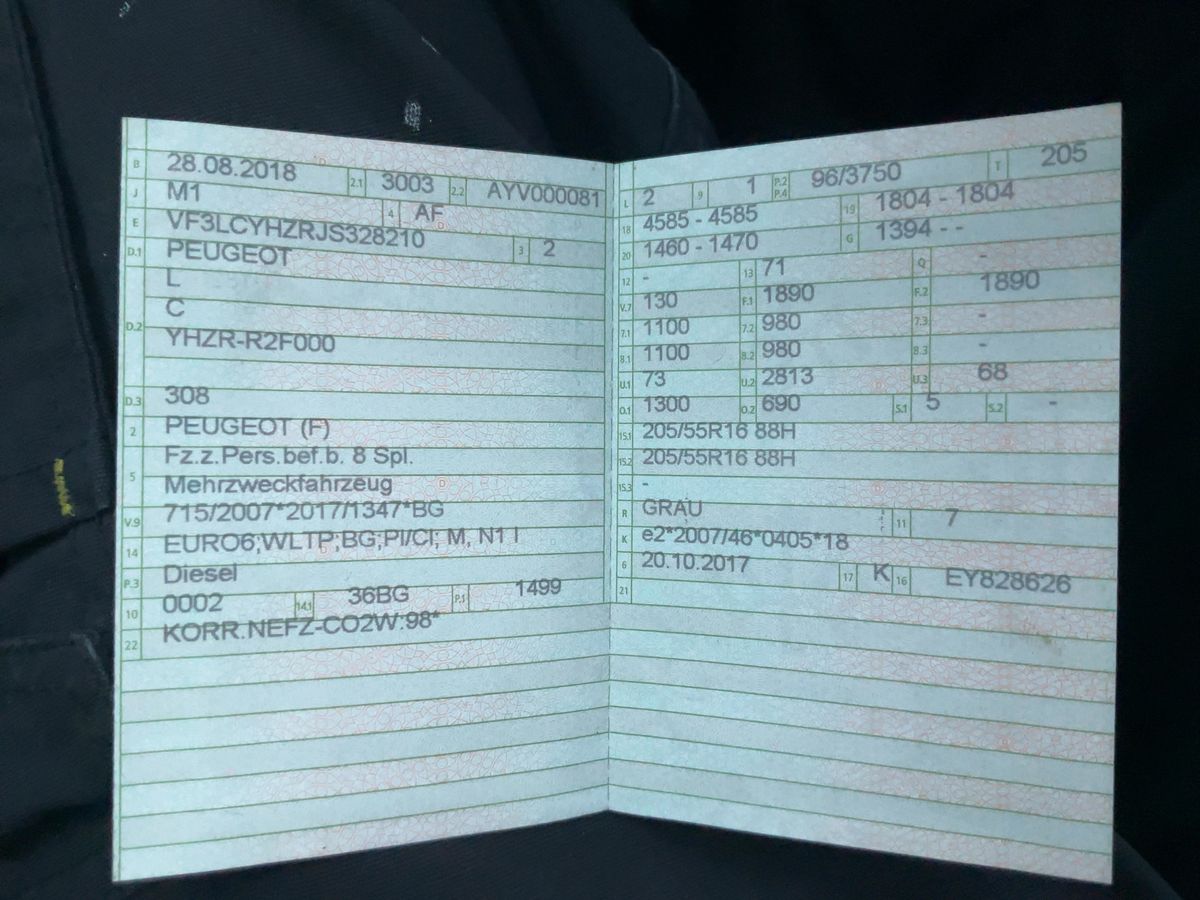 B 28.08.2018 2.1 3003 2.2 AYV000081
J M1 4 AF
E VF3LCYHZRJS328210 3 2
D.1 PEUGEOT
L
D.2 C
YHZR-R2F000
D.3 308
2 PEUGEOT (F)
Fz.z.Pers.bef.b. 8 Spl.
5 Mehrzweckfahrzeug
V.9 715/2007*2017/1347*BG
14 EURO6;WLTP;BG;PI/CI; M, N1 I
P.3 Diesel
10 0002 14.1 36BG P.1 1499
22 KORR.NEFZ-CO2W:98*
L 2 9 1 P.2 P.4 96/3750 T 205
18 4585 - 4585 19 1804 - 1804
20 1460 - 1470 G 1394 - -
12 - 13 71 Q -
V.7 130 F.1 1890 F.2 1890
7.1 1100 7.2 980 7.3 -
8.1 1100 8.2 980 8.3 -
U.1 73 U.2 2813 U.3 68
O.1 1300 O.2 690 S.1 5 S.2 -
15.1 205/55R16 88H
15.2 205/55R16 88H
15.3 -
R GRAU 11 7
K e2*2007/46*0405*18
6 20.10.2017 17 K 16 EY828626
21